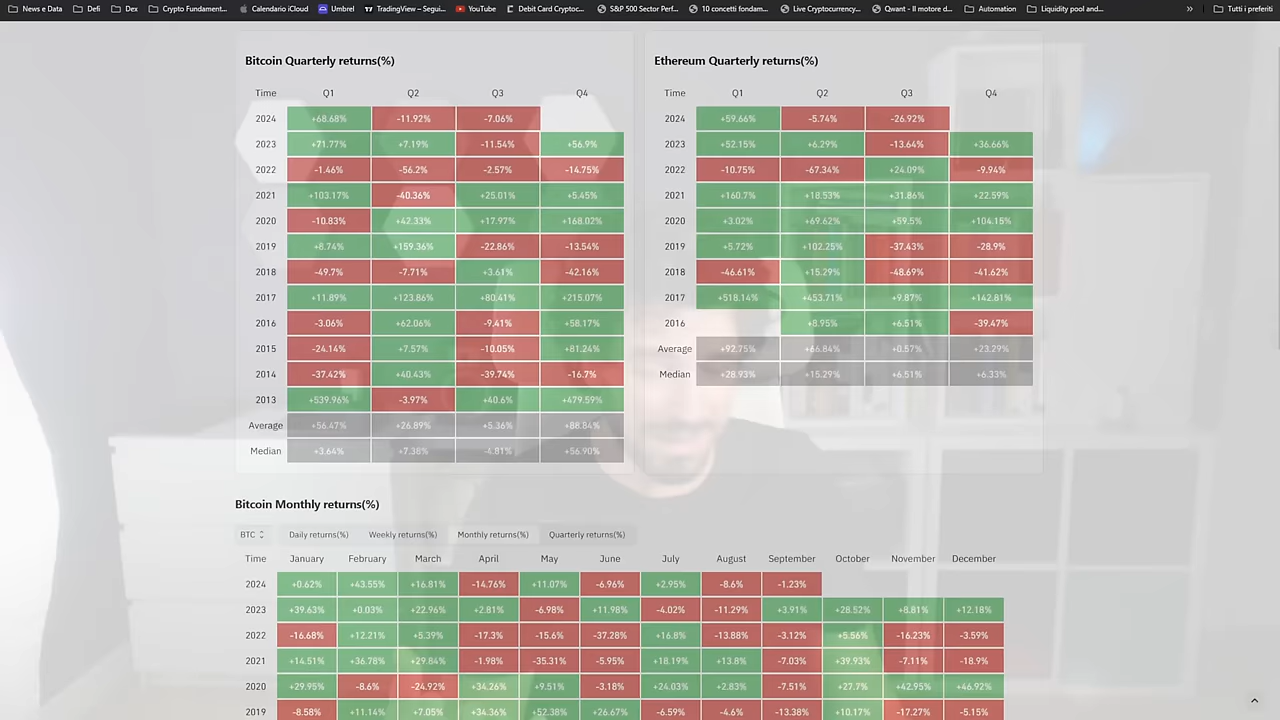 News e Data Defi Dex Crypto Fundament... Calendario iCloud Umbrel TradingView – Segui... YouTube Debit Card Cryptoc... S&P 500 Sector Perf... 10 concetti fondam... Live Cryptocurrency... Qwant - Il motore d... Automation Liquidity pool and... » Tutti i preferiti
Bitcoin Quarterly returns(%)
Time Q1 Q2 Q3 Q4
2024 +68.68% -11.92% -7.06%
2023 +71.77% +7.19% -11.54% +56.9%
2022 -1.46% -56.2% -2.57% -14.75%
2021 +103.17% -40.36% +25.01% +5.45%
2020 -10.83% +42.33% +17.97% +168.02%
2019 +8.74% +159.36% -22.86% -13.54%
2018 -49.7% -7.71% +3.61% -42.16%
2017 +11.89% +123.86% +80.41% +215.07%
2016 -3.06% +62.06% -9.41% +58.17%
2015 -24.14% +7.57% -10.05% +81.24%
2014 -37.42% +40.43% -39.74% -16.7%
2013 +539.96% -3.97% +40.6% +479.59%
Average +56.47% +26.89% +5.36% +88.84%
Median +3.64% +7.38% -4.81% +56.90%
Ethereum Quarterly returns(%)
Time Q1 Q2 Q3 Q4
2024 +59.66% -5.74% -26.92%
2023 +52.15% +6.29% -13.64% +36.66%
2022 -10.75% -67.34% +24.09% -9.94%
2021 +160.7% +18.53% +31.86% +22.59%
2020 +3.02% +69.62% +59.5% +104.15%
2019 +5.72% +102.25% -37.43% -28.9%
2018 -46.61% +15.29% -48.69% -41.62%
2017 +518.14% +453.71% +9.87% +142.81%
2016 +8.95% +6.51% -39.47%
Average +92.75% +66.84% +0.57% +23.29%
Median +28.93% +15.29% +6.51% +6.33%
Bitcoin Monthly returns(%)
BTC Daily returns(%) Weekly returns(%) Monthly returns(%) Quarterly returns(%)
Time January February March April May June July August September October November December
2024 +0.62% +43.55% +16.81% -14.76% +11.07% -6.96% +2.95% -8.6% -1.23%
2023 +39.63% +0.03% +22.96% +2.81% -6.98% +11.98% -4.02% -11.29% +3.91% +28.52% +8.81% +12.18%
2022 -16.68% +12.21% +5.39% -17.3% -15.6% -37.28% +16.8% -13.88% -3.12% +5.56% -16.23% -3.59%
2021 +14.51% +36.78% +29.84% -1.98% -35.31% -5.95% +18.19% +13.8% -7.03% +39.93% -7.11% -18.9%
2020 +29.95% -8.6% -24.92% +34.26% +9.51% -3.18% +24.03% +2.83% -7.51% +27.7% +42.95% +46.92%
2019 -8.58% +11.14% +7.05% +34.36% +52.38% +26.67% -6.59% -4.6% -13.38% +10.17% -17.27% -5.15%